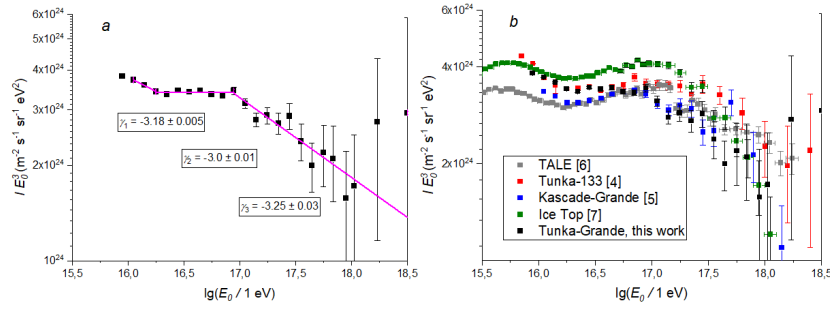 a
6x10²⁴
5x10²⁴
4x10²⁴
3x10²⁴
2x10²⁴
10²⁴
I E₀³ (m⁻² s⁻¹ sr⁻¹ eV²)
γ₁ = -3.18 ± 0.005
γ₂ = -3.0 ± 0.01
γ₃ = -3.25 ± 0.03
15,5 16,0 16,5 17,0 17,5 18,0 18,5
lg(E₀ / 1 eV)
b
6x10²⁴
4x10²⁴
2x10²⁴
I E₀³ (m⁻² s⁻¹ sr⁻¹ eV²)
TALE [6]
Tunka-133 [4]
Kascade-Grande [5]
Ice Top [7]
Tunka-Grande, this work
15,5 16,0 16,5 17,0 17,5 18,0 18,5
lg(E₀ / 1 eV)